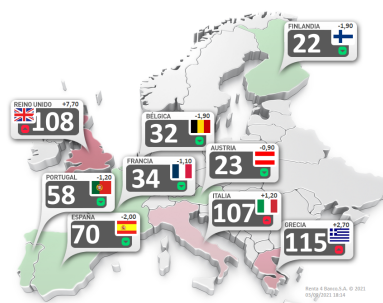 FINLANDIA -1,90
22
REINO UNIDO +7,70
108
BÉLGICA -1,90
32
AUSTRIA -0,90
23
FRANCIA -1,10
34
PORTUGAL -1,20
58
ITALIA +1,20
107
ESPAÑA -2,00
70
GRECIA +2,70
115
Renta 4 Banco,S.A. © 2021